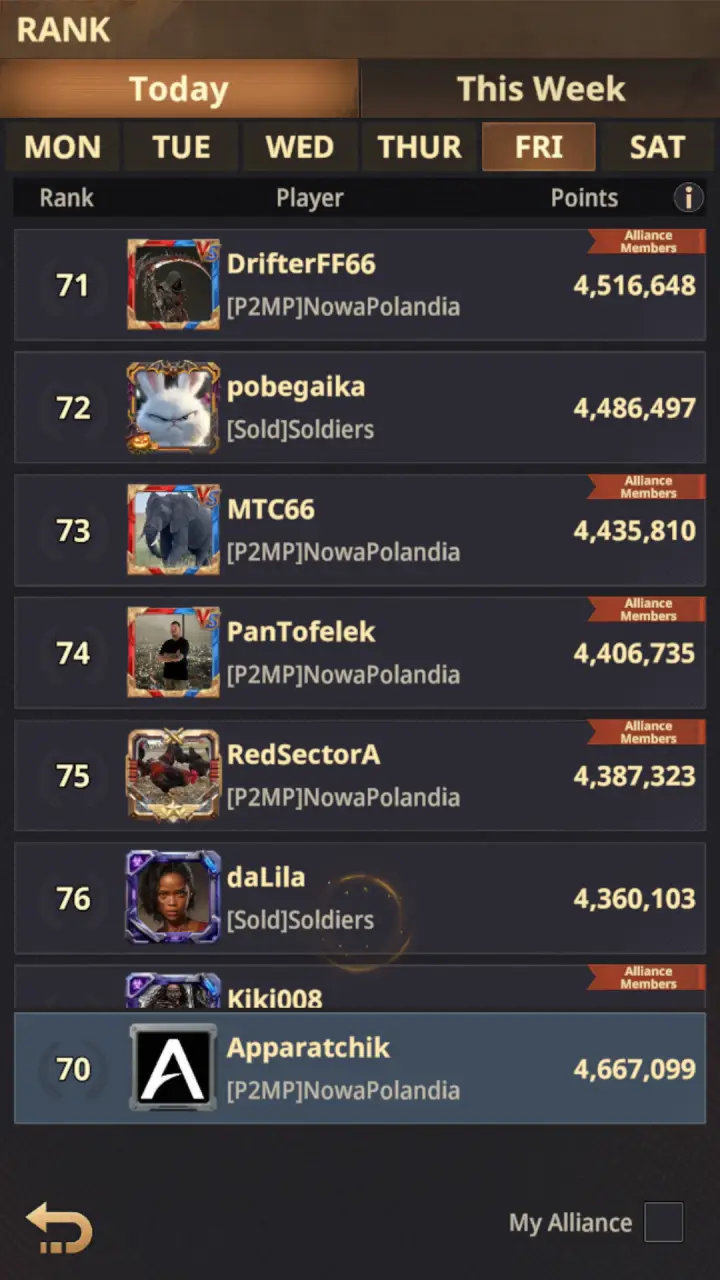 RANK
Today
This Week
MON
TUE
WED
THUR
FRI
SAT
Rank
Player
Points
Alliance
Members
71
DrifterFF66
[P2MP]NowaPolandia
4,516,648
72
pobegaika
[Sold]Soldiers
4,486,497
Alliance
Members
73
MTC66
[P2MP]NowaPolandia
4,435,810
Alliance
Members
74
PanTofelek
[P2MP]NowaPolandia
4,406,735
Alliance
Members
75
RedSectorA
[P2MP]NowaPolandia
4,387,323
76
daLila
[Sold]Soldiers
4,360,103
Alliance
Members
Kiki008
70
Apparatchik
[P2MP]NowaPolandia
4,667,099
My Alliance